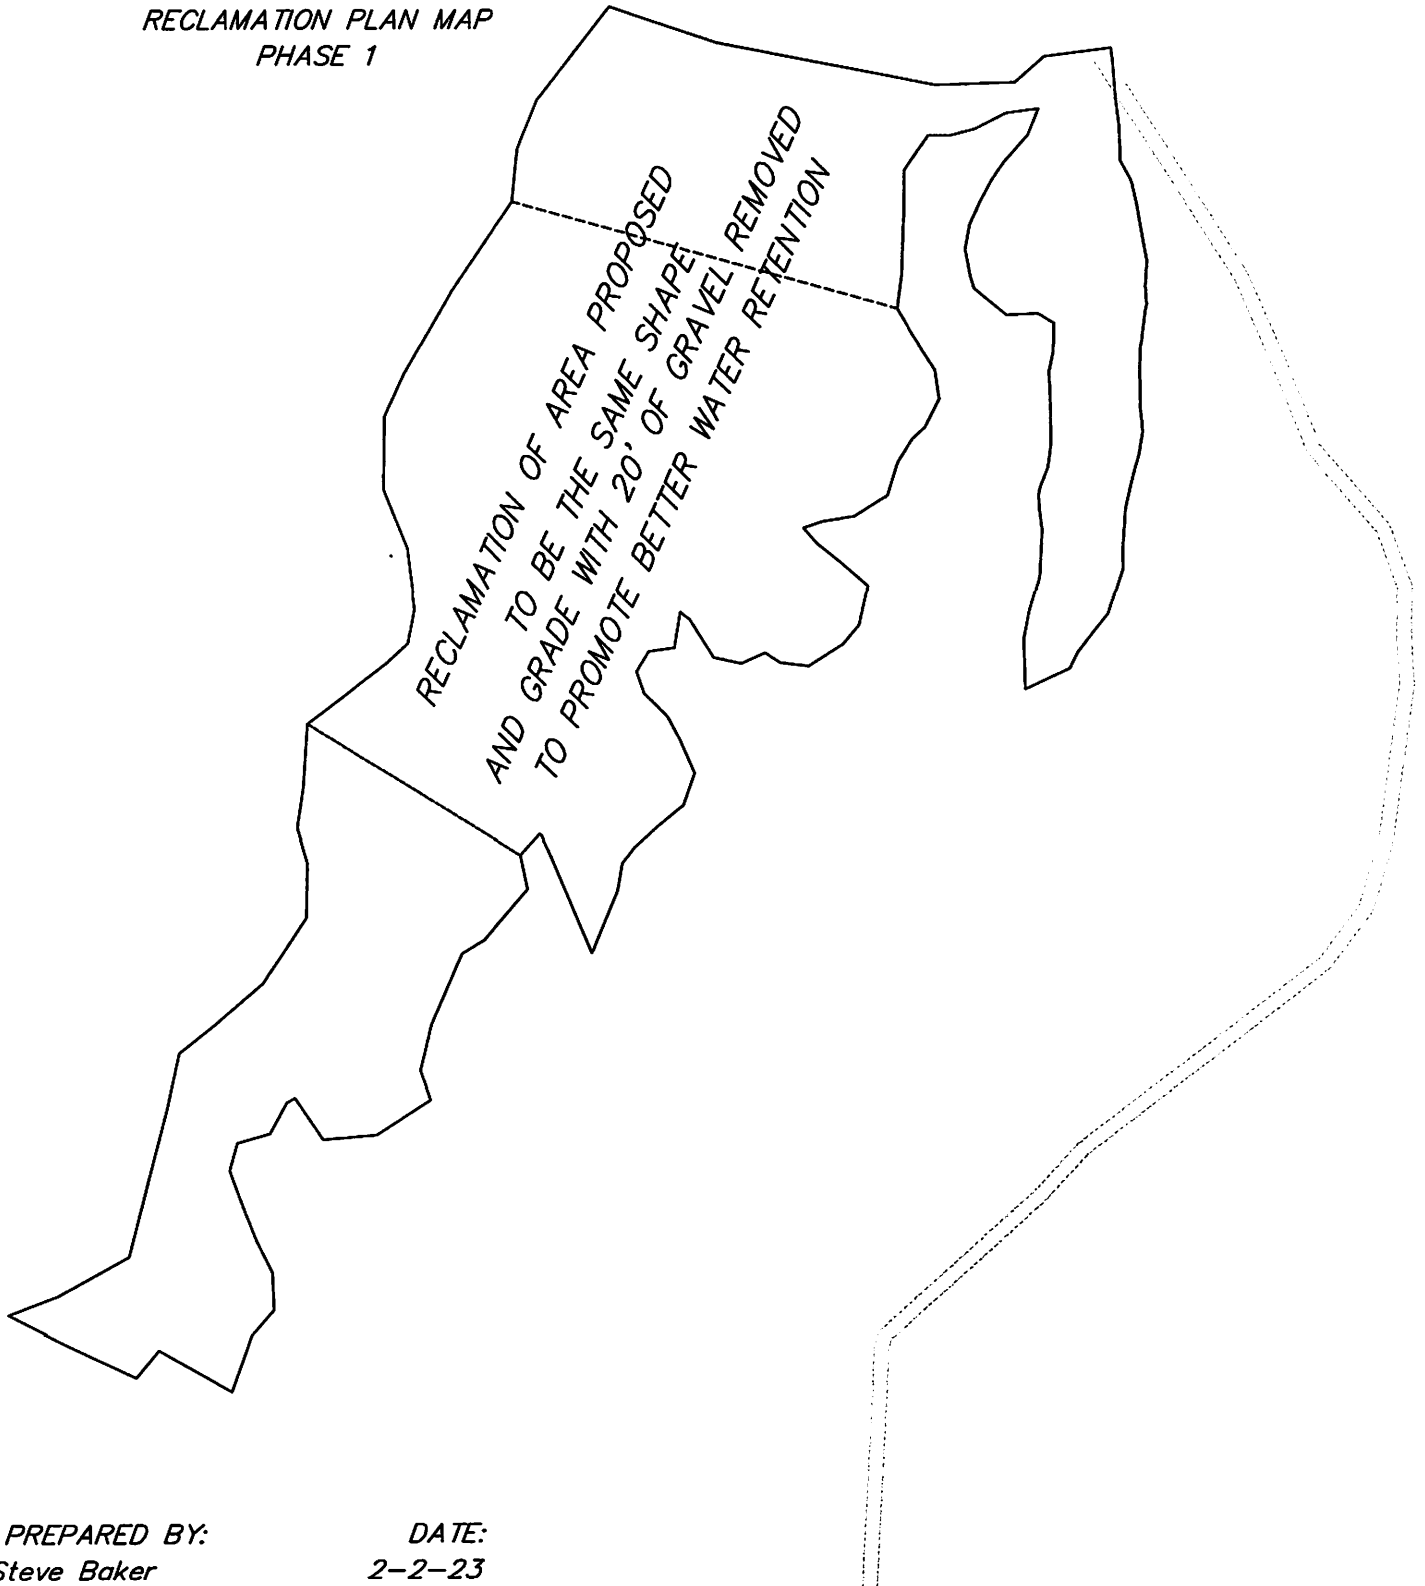 RECLAMATION PLAN MAP
PHASE 1
RECLAMATION OF AREA PROPOSED
TO BE THE SAME SHAPE
AND GRADE WITH 20' OF GRAVEL REMOVED
TO PROMOTE BETTER WATER RETENTION
PREPARED BY:
Steve Baker
DATE:
2-2-23